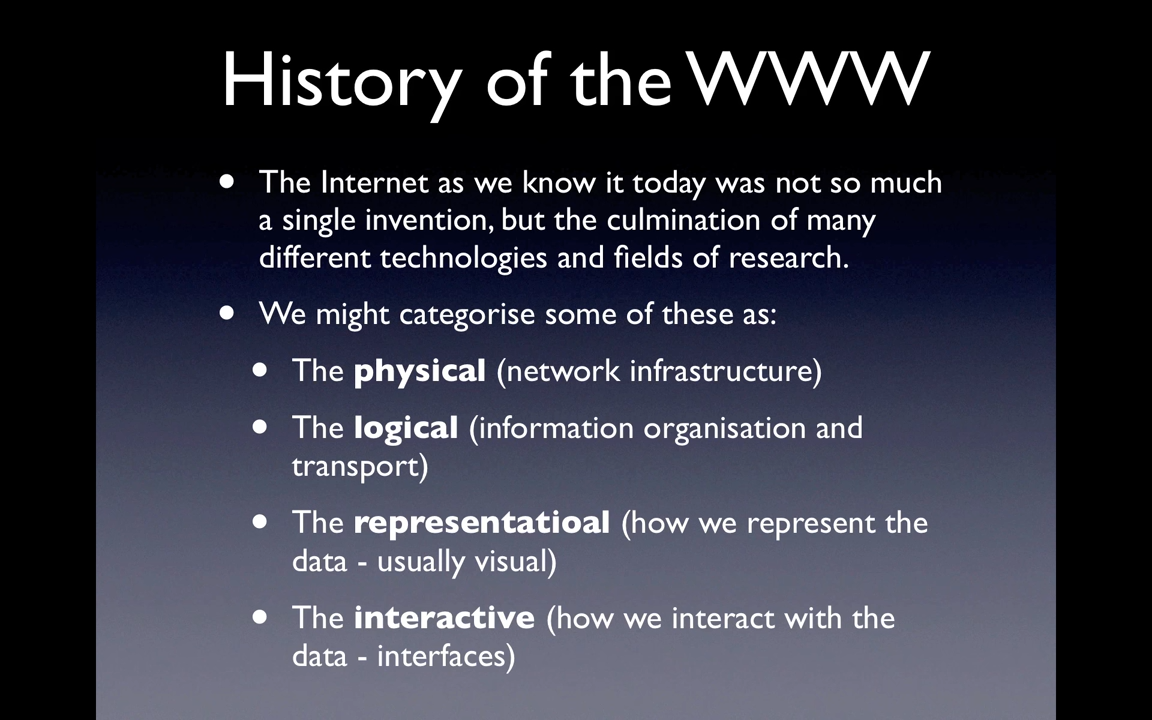 History of the WWW
• The Internet as we know it today was not so much
a single invention, but the culmination of many
different technologies and fields of research.
• We might categorise some of these as:
• The physical (network infrastructure)
• The logical (information organisation and
transport)
• The representatioal (how we represent the
data - usually visual)
• The interactive (how we interact with the
data - interfaces)